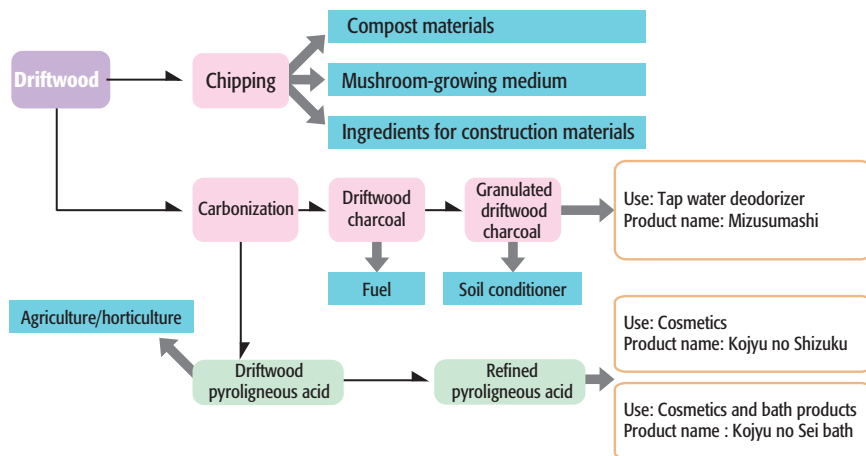 Compost materials
Driftwood
Chipping
Mushroom-growing medium
Ingredients for construction materials
Carbonization
Driftwood
charcoal
Granulated
driftwood
charcoal
Use: Tap water deodorizer
Product name: Mizusumashi
Fuel
Soil conditioner
Agriculture/horticulture
Use: Cosmetics
Product name: Kojyu no Shizuku
Driftwood
pyroligneous acid
Refined
pyroligneous acid
Use: Cosmetics and bath products
Product name : Kojyu no Sei bath